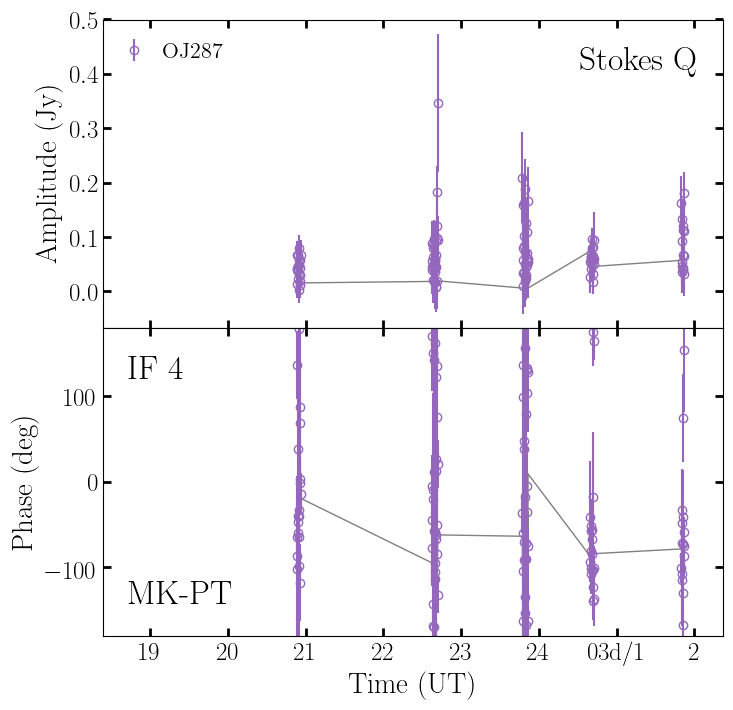 0.5
OJ287
Stokes Q
0.4
0.3
0.2
0.1
0.0
Amplitude (Jy)
IF 4
100
0
−100
Phase (deg)
MK-PT
19 20 21 22 23 24 03d/1 2
Time (UT)